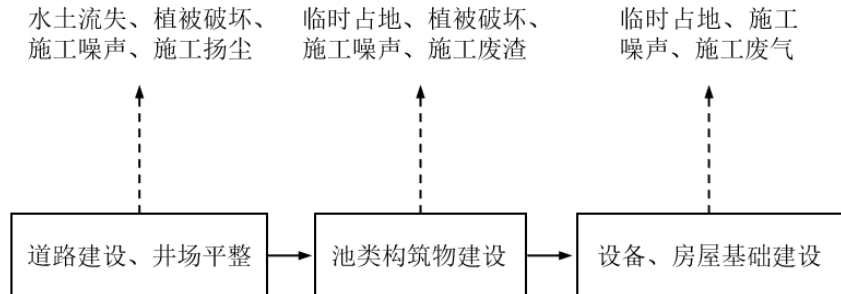 水土流失、植被破坏、
施工噪声、施工扬尘
临时占地、植被破坏、
施工噪声、施工废渣
临时占地、施工
噪声、施工废气
道路建设、井场平整
池类构筑物建设
设备、房屋基础建设